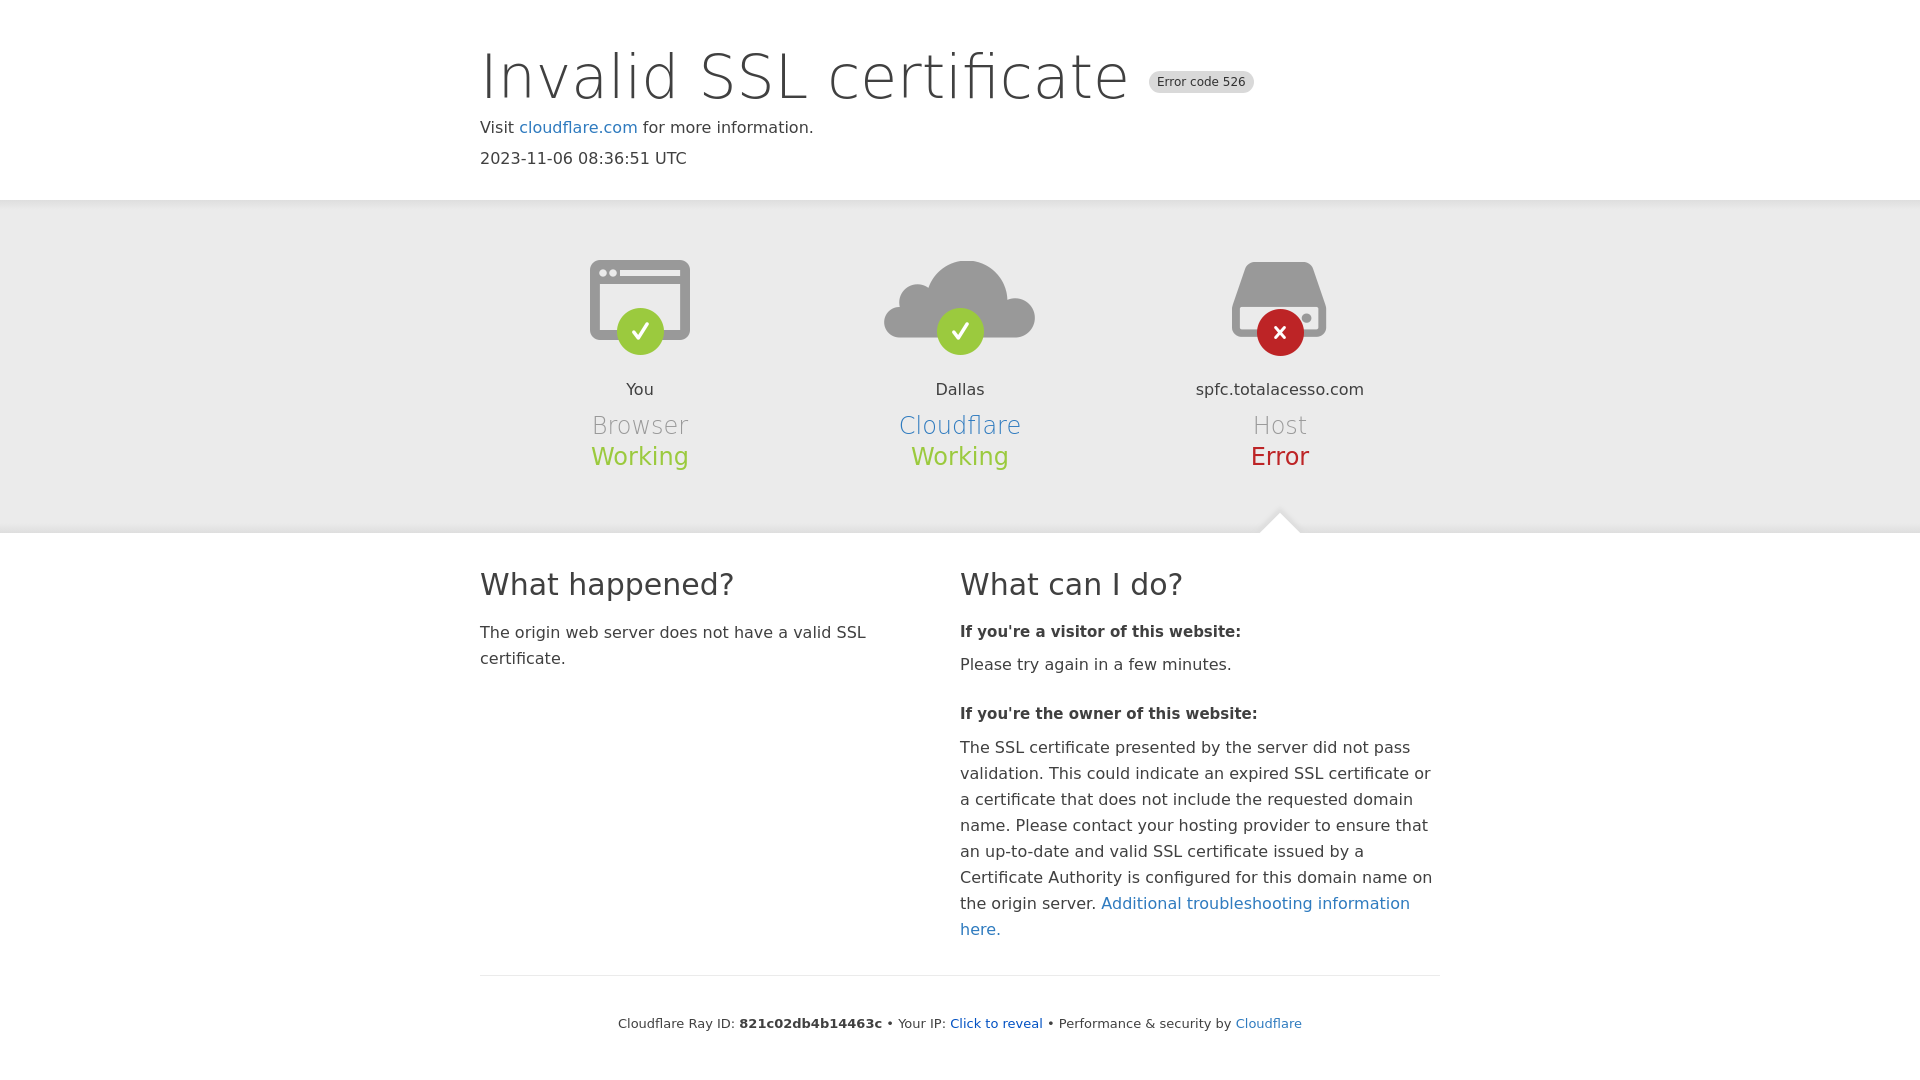 Invalid SSL certificate Error code 526
Visit cloudflare.com for more information.
2023-11-06 08:36:51 UTC
You
Browser
Working
Dallas
Cloudflare
Working
spfc.totalacesso.com
Host
Error
What happened?
The origin web server does not have a valid SSL
certificate.
What can I do?
If you're a visitor of this website:
Please try again in a few minutes.
If you're the owner of this website:
The SSL certificate presented by the server did not pass
validation. This could indicate an expired SSL certificate or
a certificate that does not include the requested domain
name. Please contact your hosting provider to ensure that
an up-to-date and valid SSL certificate issued by a
Certificate Authority is configured for this domain name on
the origin server. Additional troubleshooting information
here.
Cloudflare Ray ID: 821c02db4b14463c • Your IP: Click to reveal • Performance & security by Cloudflare